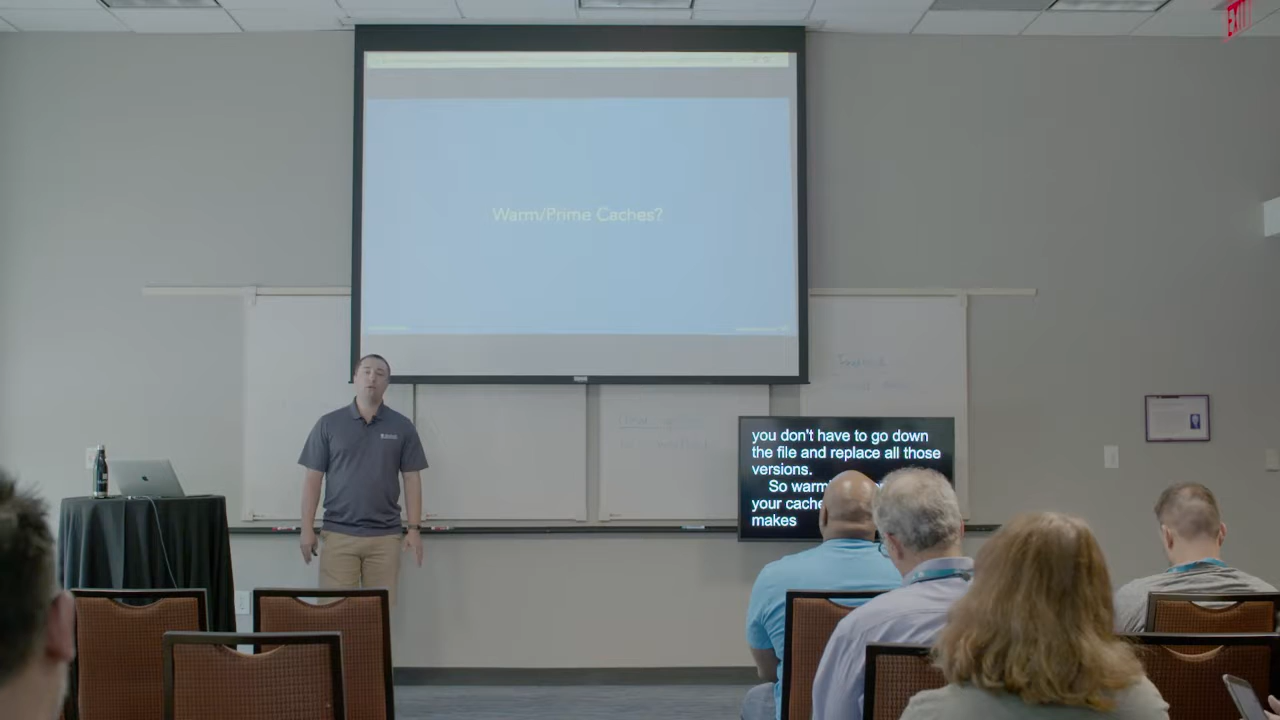 EXIT
Warm/Prime Caches?
you don't have to go down
the file and replace all those
versions.
So warm
your cache
makes